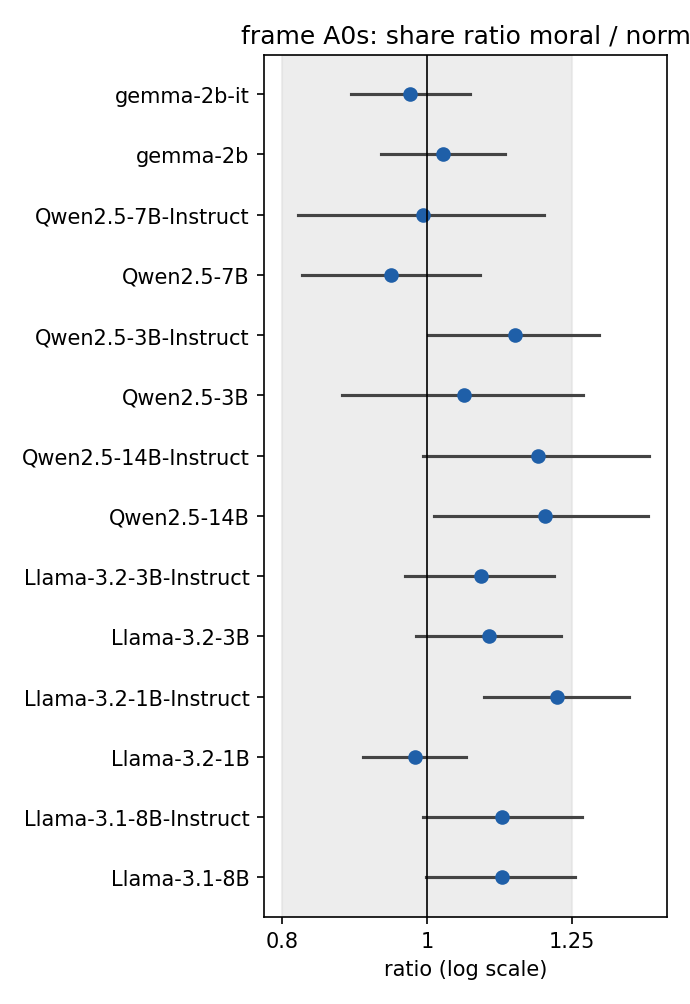 frame A0s: share ratio moral / norm
gemma-2b-it
gemma-2b
Qwen2.5-7B-Instruct
Qwen2.5-7B
Qwen2.5-3B-Instruct
Qwen2.5-3B
Qwen2.5-14B-Instruct
Qwen2.5-14B
Llama-3.2-3B-Instruct
Llama-3.2-3B
Llama-3.2-1B-Instruct
Llama-3.2-1B
Llama-3.1-8B-Instruct
Llama-3.1-8B
0.8 1 1.25
ratio (log scale)